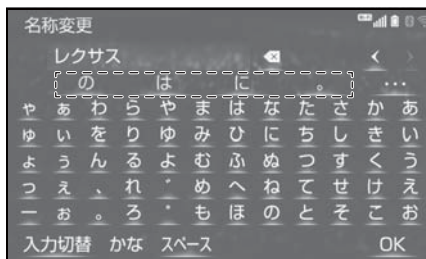 名称変更
レクサス
の は に 。 …
ゃ ぁ わ ら や ま は な た さ か あ
ゅ ぃ を り ゆ み ひ に ち し き い
ょ ぅ ん る よ む ふ ぬ つ す く う
っ ぇ 、 れ ゛ め へ ね て せ け え
ー ぉ 。 ろ ゜ も ほ の と そ こ お
入力切替 かな スペース OK